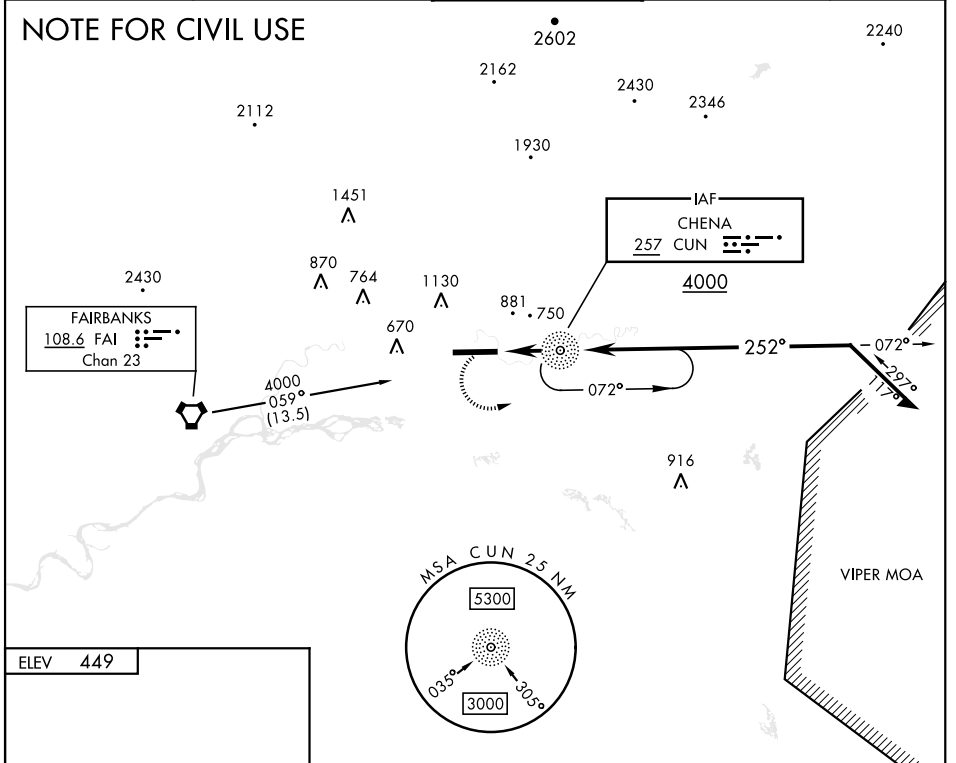 NOTE FOR CIVIL USE
2602
2240
2162
2430
2346
2112
1930
1451
IAF
CHENA
257 CUN
4000
870
764
1130
2430
881
750
670
FAIRBANKS
108.6 FAI
Chan 23
252°
072°
297°
117°
072°
4000
059°
(13.5)
916
MSA CUN 25 NM
5300
VIPER MOA
035°
305°
3000
ELEV 449